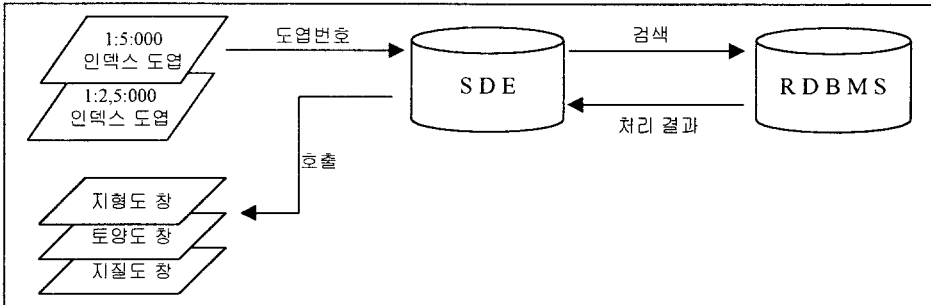 1:5:000
인덱스 도엽
1:2,5:000
인덱스 도엽
도엽번호
SDE
검색
RDBMS
처리 결과
호출
지형도 창
토양도 창
지질도 창